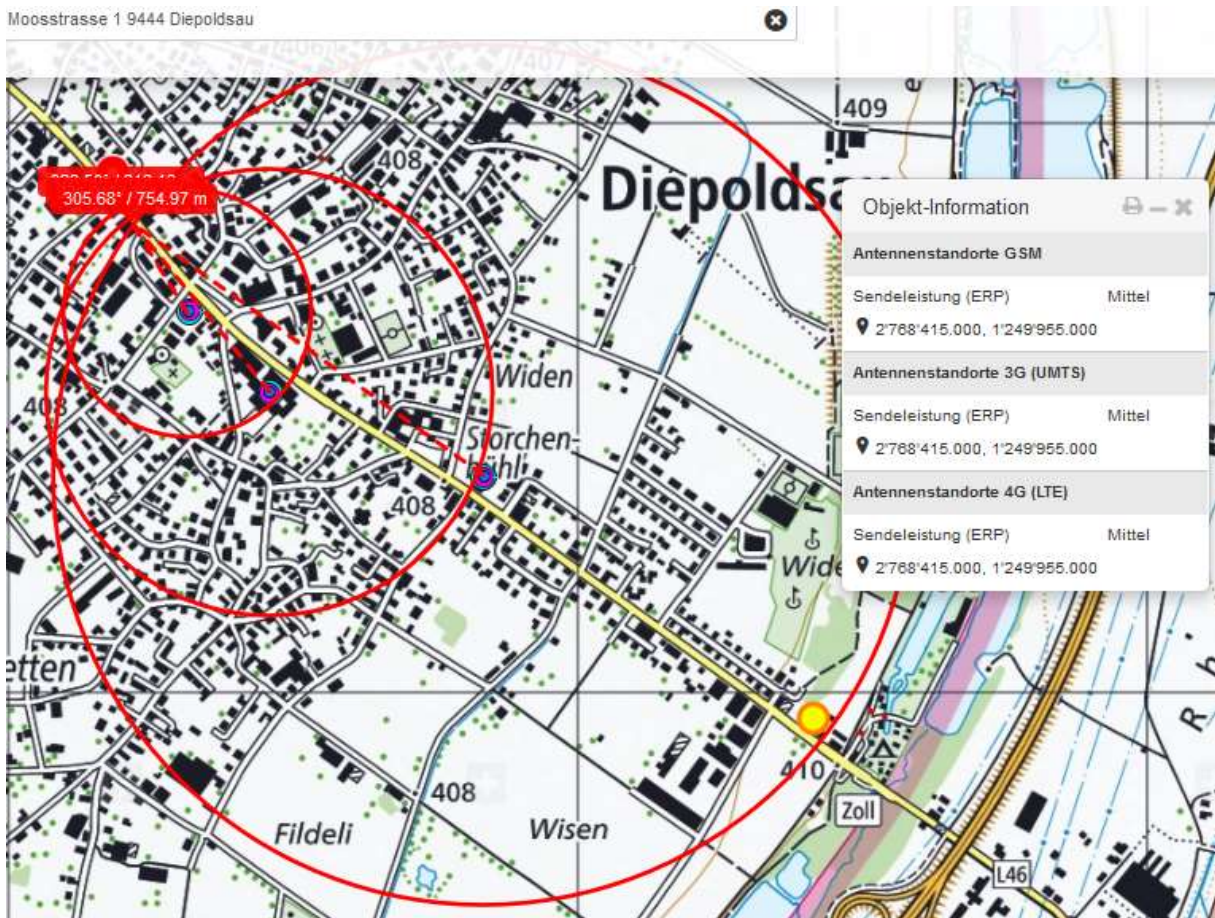 Moosstrasse 1 9444 Diepoldsau
406
407
409
408
Diepoldsau
305.68° / 754.97 m
Objekt-Information
Antennenstandorte GSM
Sendeleistung (ERP) Mittel
2'768'415.000, 1'249'955.000
Antennenstandorte 3G (UMTS)
Sendeleistung (ERP) Mittel
2'768'415.000, 1'249'955.000
Antennenstandorte 4G (LTE)
Sendeleistung (ERP) Mittel
2'768'415.000, 1'249'955.000
Widen
408
Storchen-
408
Wide
etten
410
408
Zoll
Fildeli
Wisen
L46
R h